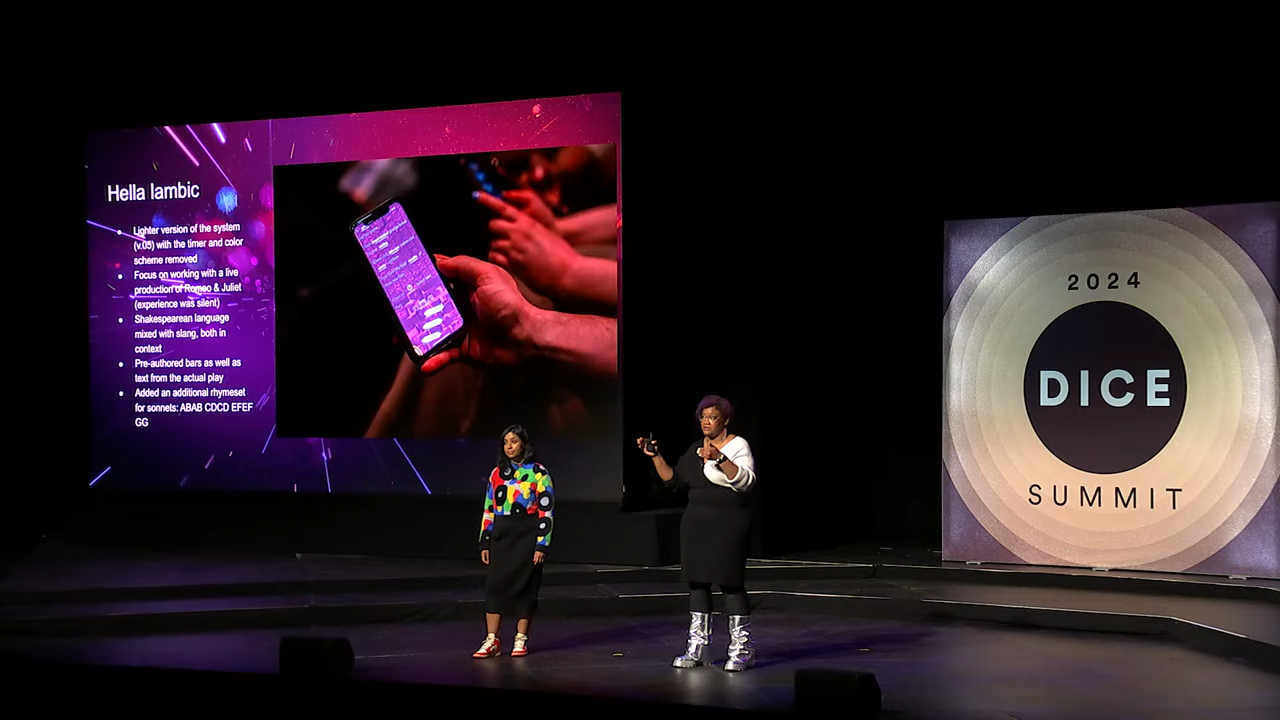 Hella Iambic
Lighter version of the system
(v.05) with the timer and color
scheme removed
Focus on working with a live
production of Romeo & Juliet
(experience was silent)
Shakespearean language
mixed with slang, both in
context
Pre-authored bars as well as
text from the actual play
Added an additional rhymeset
for sonnets: ABAB CDCD EFEF
GG
2024
DICE
SUMMIT